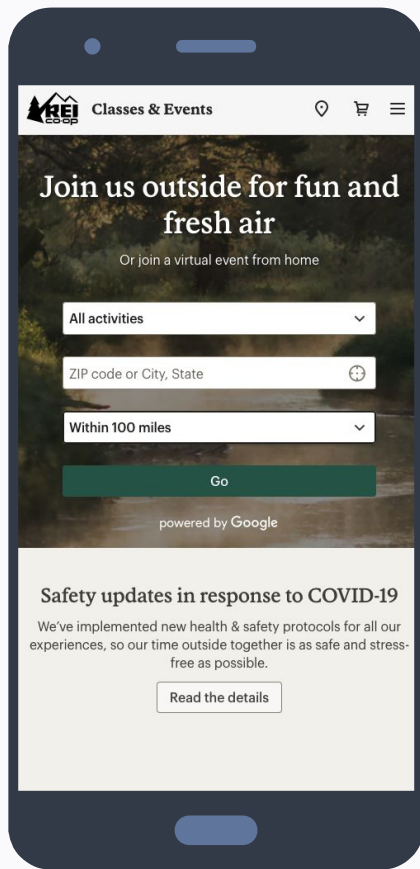 REI
CO·OP
Classes & Events
Join us outside for fun and
fresh air
Or join a virtual event from home
All activities
ZIP code or City, State
Within 100 miles
Go
powered by Google
Safety updates in response to COVID-19
We've implemented new health & safety protocols for all our
experiences, so our time outside together is as safe and stress-
free as possible.
Read the details